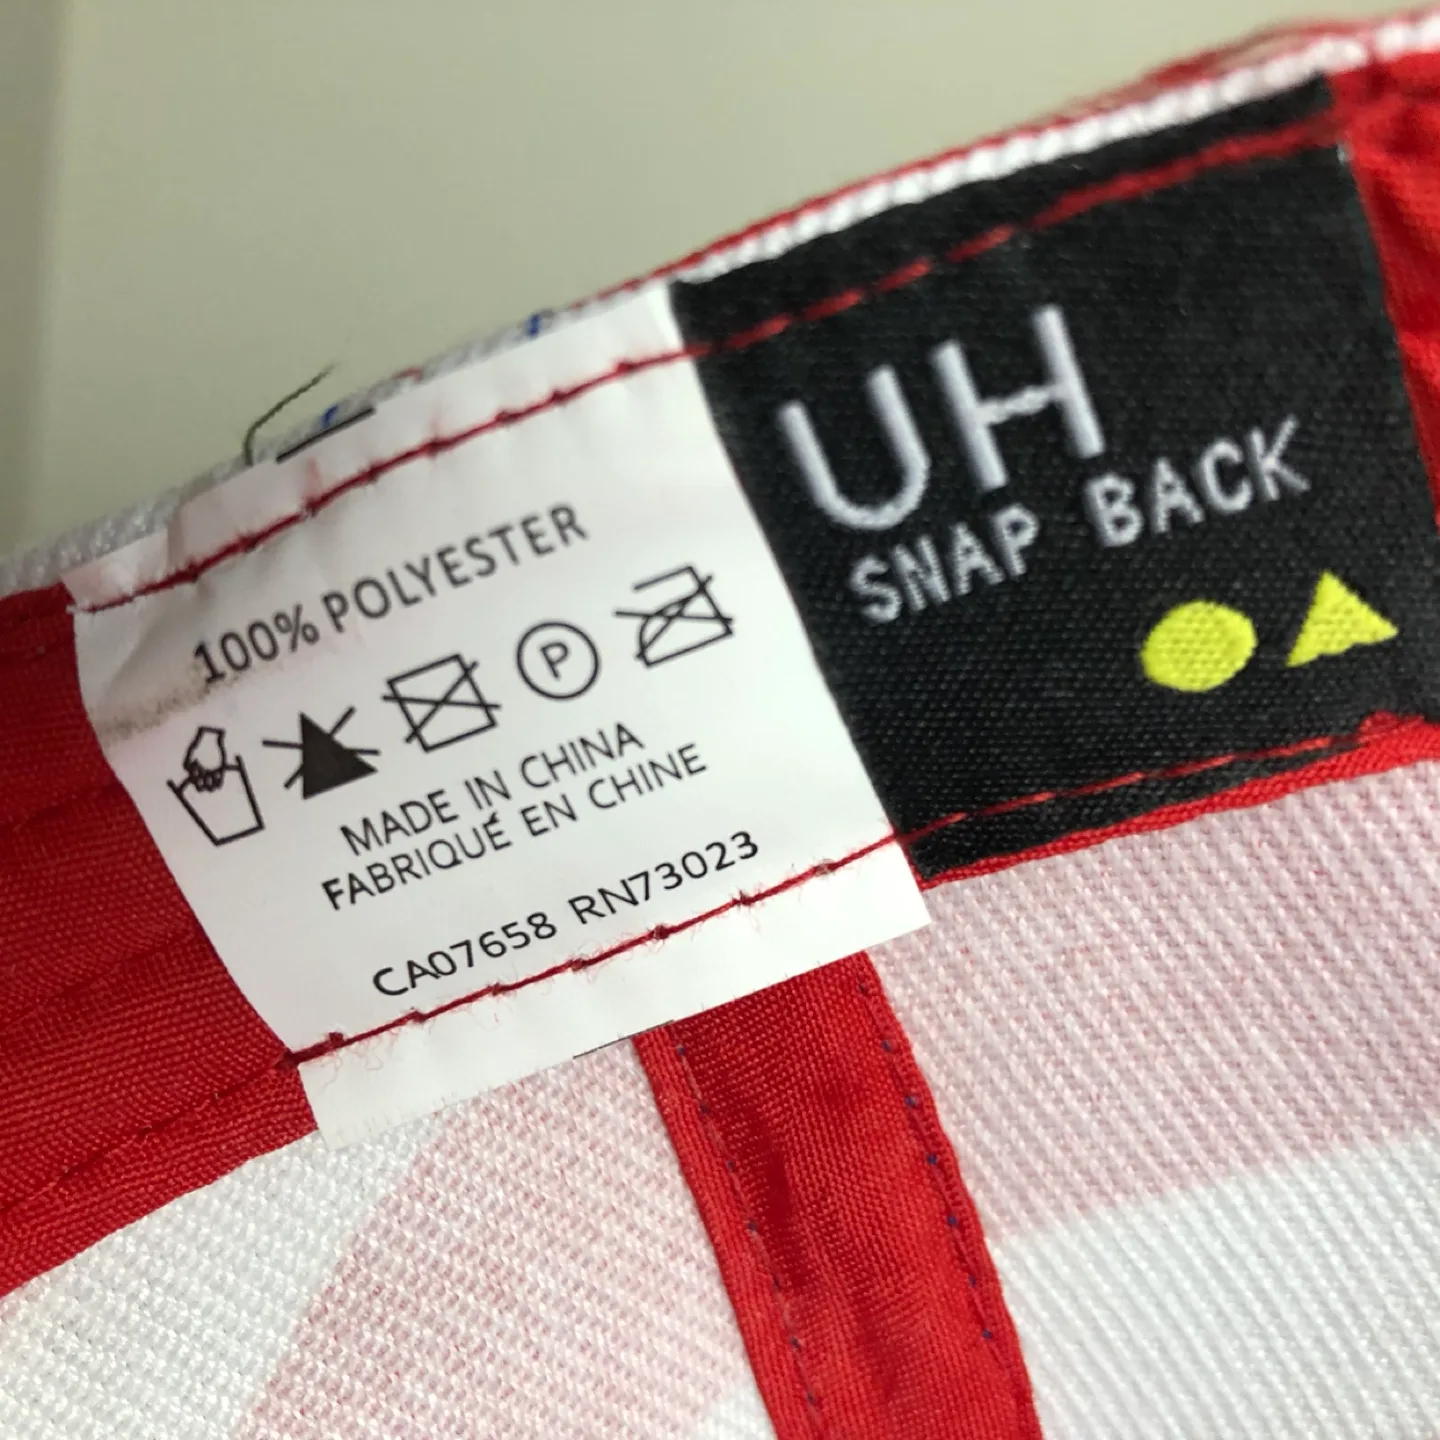 100% POLYESTER
P
MADE IN CHINA
FABRIQUÉ EN CHINE
CA07658 RN73023
UH
SNAP BACK